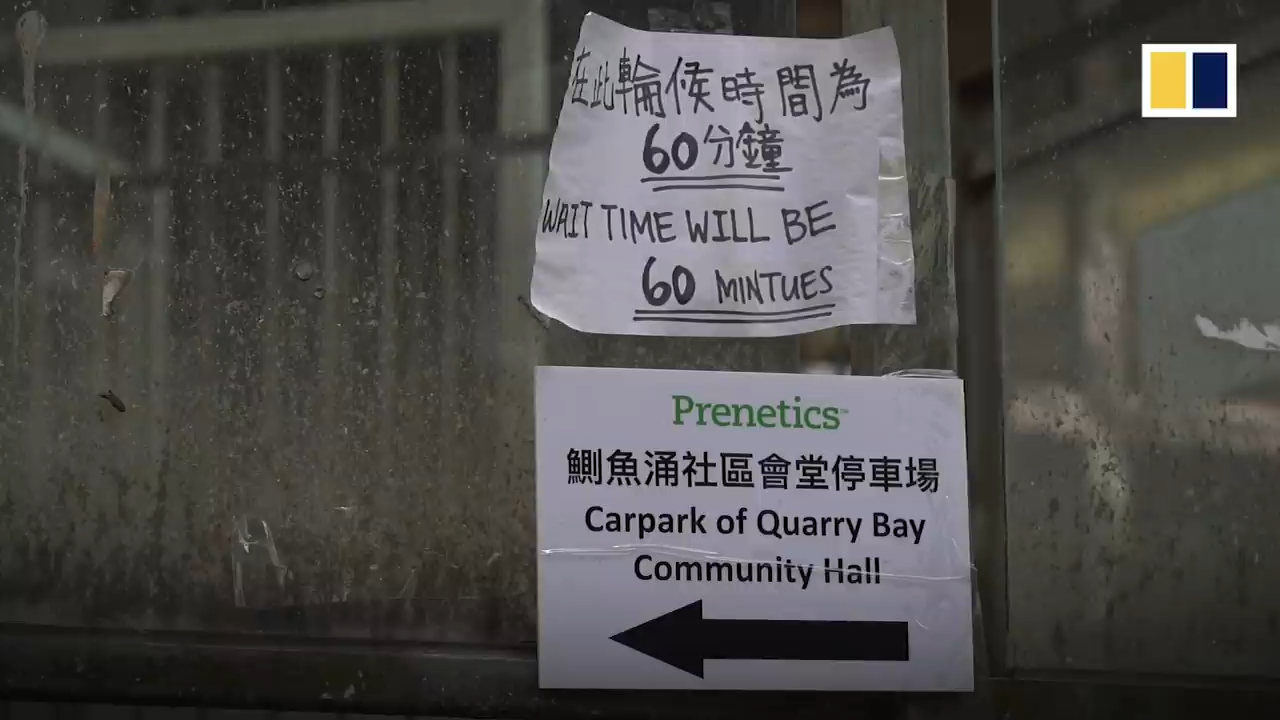 在此輪候時間為
60分鐘
WAIT TIME WILL BE
60 MINTUES
Prenetics™
鰂魚涌社區會堂停車場
Carpark of Quarry Bay
Community Hall